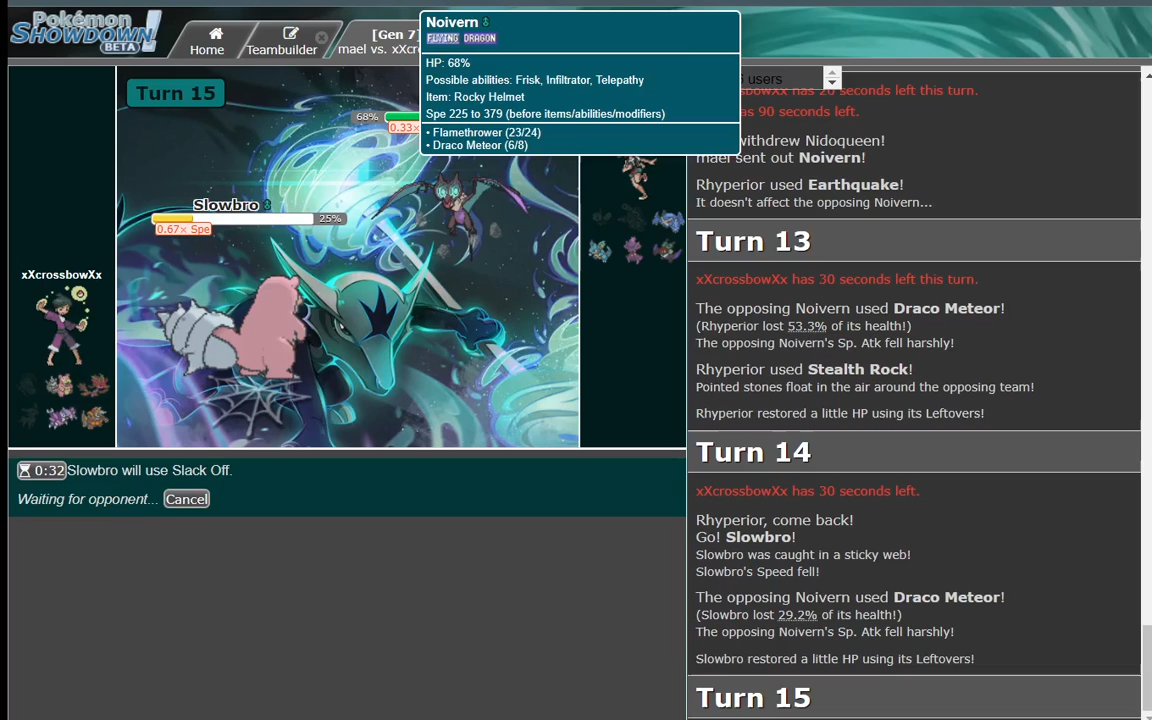 Pokémon
SHOWDOWN!
BETA
Home
Teambuilder
[Gen 7]
mael vs. xXcro
Noivern
FLYING DRAGON
HP: 68%
Possible abilities: Frisk, Infiltrator, Telepathy
Item: Rocky Helmet
Spe 225 to 379 (before items/abilities/modifiers)
• Flamethrower (23/24)
• Draco Meteor (6/8)
users
Turn 15
68%
0.33×
Slowbro
25%
0.67× Spe
xXcrossbowXx
0:32
Slowbro will use Slack Off.
Waiting for opponent... Cancel
ssbowXx has 20 seconds left this turn.
as 90 seconds left.
withdrew Nidoqueen!
mael sent out Noivern!
Rhyperior used Earthquake!
It doesn't affect the opposing Noivern...
Turn 13
xXcrossbowXx has 30 seconds left this turn.
The opposing Noivern used Draco Meteor!
(Rhyperior lost 53.3% of its health!)
The opposing Noivern's Sp. Atk fell harshly!
Rhyperior used Stealth Rock!
Pointed stones float in the air around the opposing team!
Rhyperior restored a little HP using its Leftovers!
Turn 14
xXcrossbowXx has 30 seconds left.
Rhyperior, come back!
Go! Slowbro!
Slowbro was caught in a sticky web!
Slowbro's Speed fell!
The opposing Noivern used Draco Meteor!
(Slowbro lost 29.2% of its health!)
The opposing Noivern's Sp. Atk fell harshly!
Slowbro restored a little HP using its Leftovers!
Turn 15